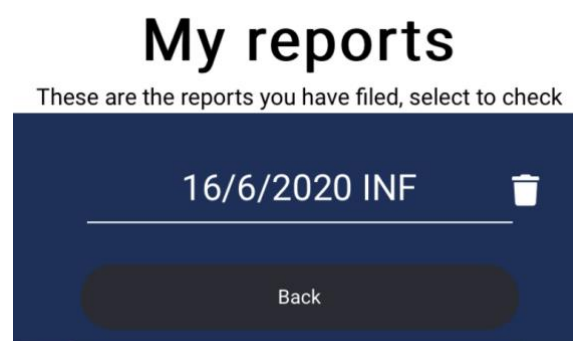 My reports
These are the reports you have filed, select to check
16/6/2020 INF
Back